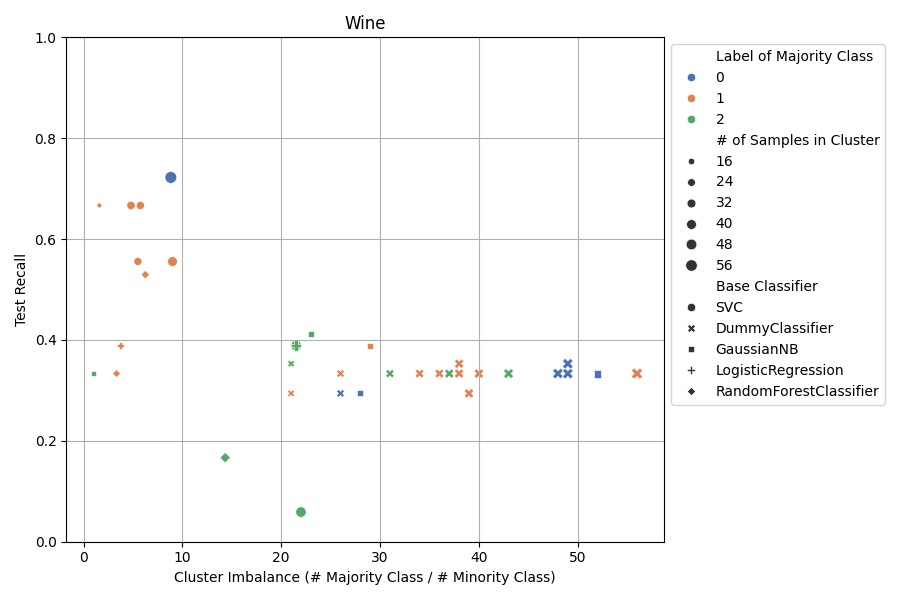 Wine
Test Recall
1.0
0.8
0.6
0.4
0.2
0.0
0
10
20
30
40
50
Cluster Imbalance (# Majority Class / # Minority Class)
Label of Majority Class
0
1
2
# of Samples in Cluster
16
24
32
40
48
56
Base Classifier
SVC
DummyClassifier
GaussianNB
LogisticRegression
RandomForestClassifier